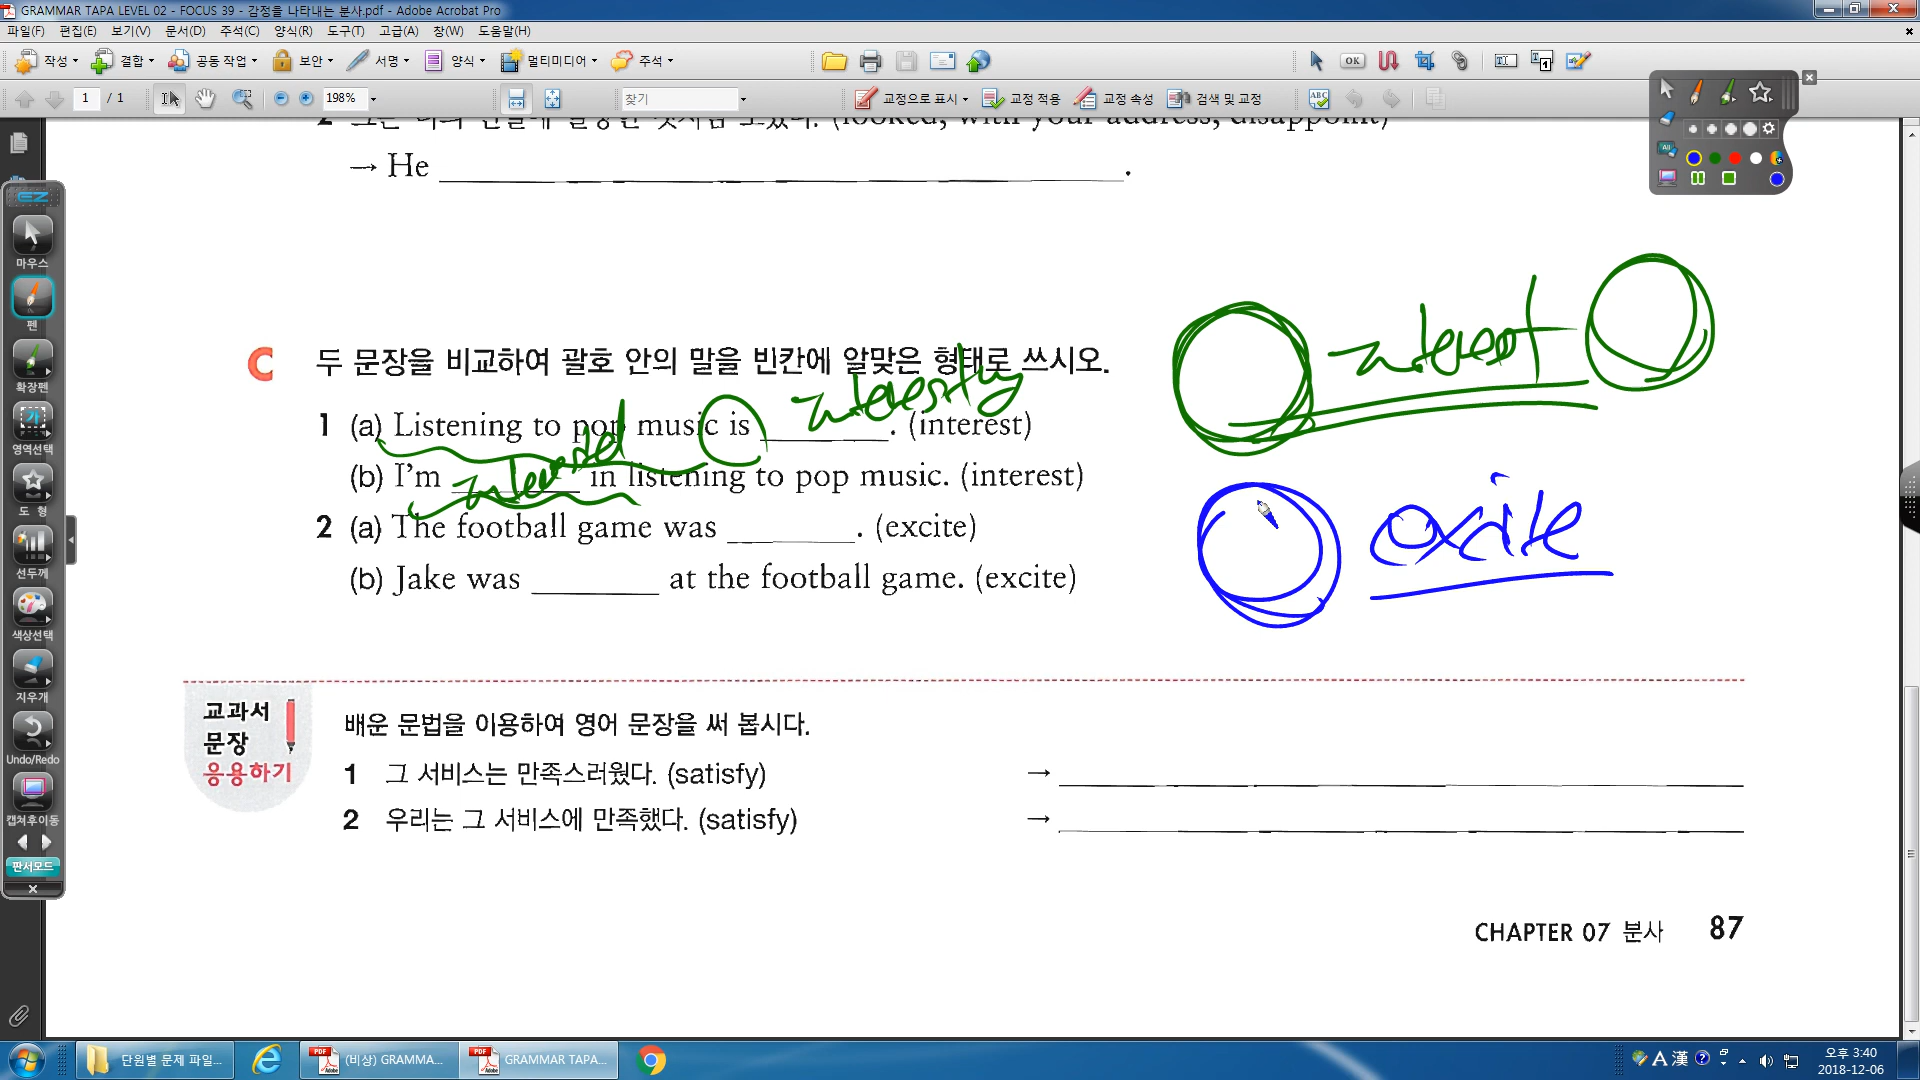 GRAMMAR TAPA LEVEL 02 - FOCUS 39 - 감정을 나타내는 분사.pdf - Adobe Acrobat Pro
파일(F) 편집(E) 보기(V) 문서(D) 주석(C) 양식(R) 도구(T) 고급(A) 창(W) 도움말(H)
작성 결합 공동 작업 보안 서명 양식 멀티미디어 주석 OK
1 / 1 198% 찾기 교정으로 표시 교정 적용 교정 속성 검색 및 교정
(looked, with your address, disappoint)
→ He ________.
EZ
마우스
펜
확장펜
영역선택
도 형
선두께
색상선택
지우개
Undo/Redo
캡쳐후이동
판서모드
interest
C 두 문장을 비교하여 괄호 안의 말을 빈칸에 알맞은 형태로 쓰시오.
interesting
1 (a) Listening to pop music is ________. (interest)
interested
(b) I'm ________ in listening to pop music. (interest)
excite
2 (a) The football game was ________. (excite)
(b) Jake was ________ at the football game. (excite)
교과서
문장
응용하기
배운 문법을 이용하여 영어 문장을 써 봅시다.
1 그 서비스는 만족스러웠다. (satisfy) → ________
2 우리는 그 서비스에 만족했다. (satisfy) → ________
CHAPTER 07 분사 87
단원별 문제 파일... (비상) GRAMMA... GRAMMAR TAPA...
A 漢
오후 3:40
2018-12-06